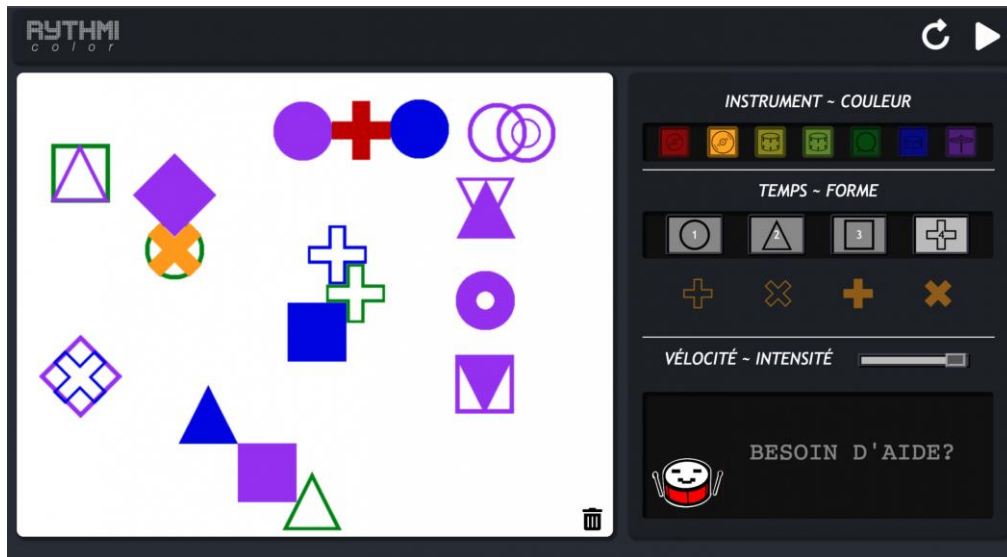 RYTHMI
color
INSTRUMENT ~ COULEUR
TEMPS ~ FORME
1 2 3 4
VÉLOCITÉ ~ INTENSITÉ
BESOIN D'AIDE?